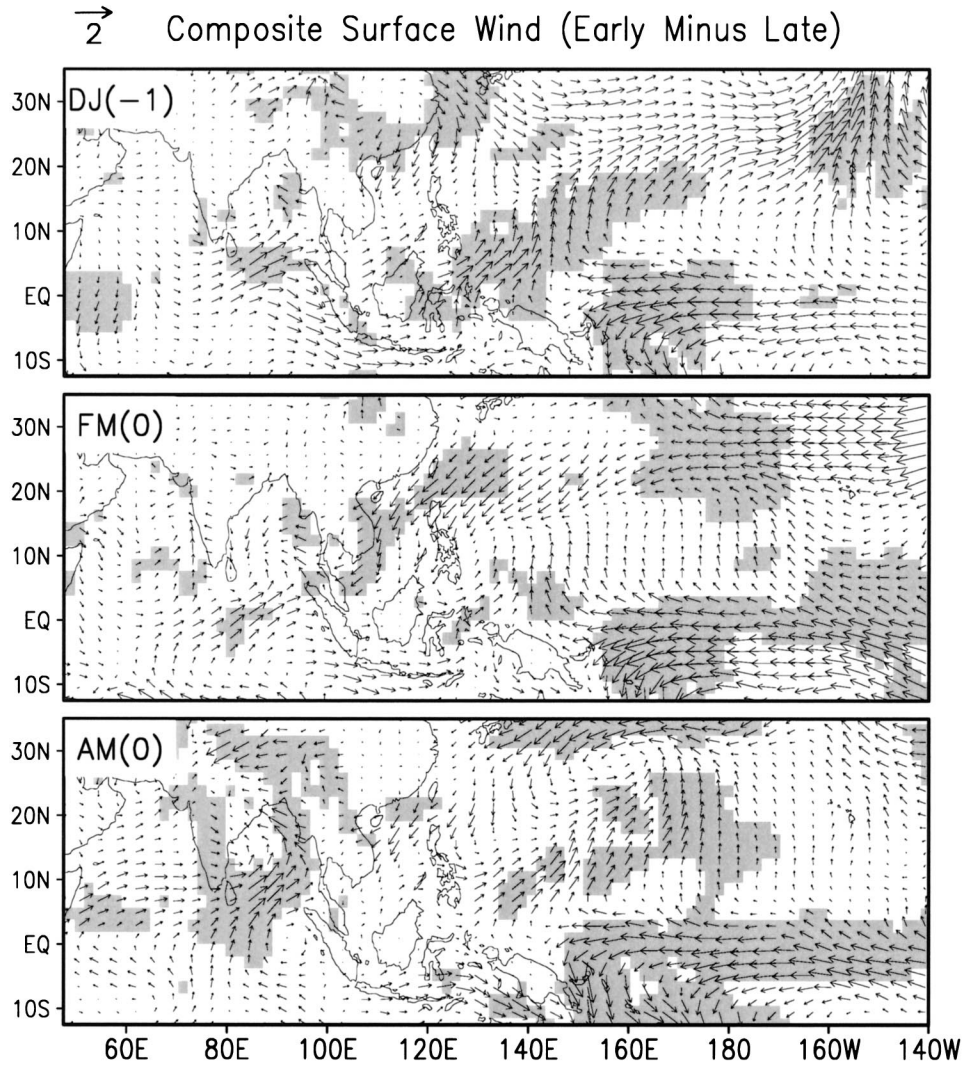 2 Composite Surface Wind (Early Minus Late)
DJ(-1)
30N
20N
10N
EQ
10S
FM(0)
30N
20N
10N
EQ
10S
AM(0)
30N
20N
10N
EQ
10S
60E 80E 100E 120E 140E 160E 180 160W 140W